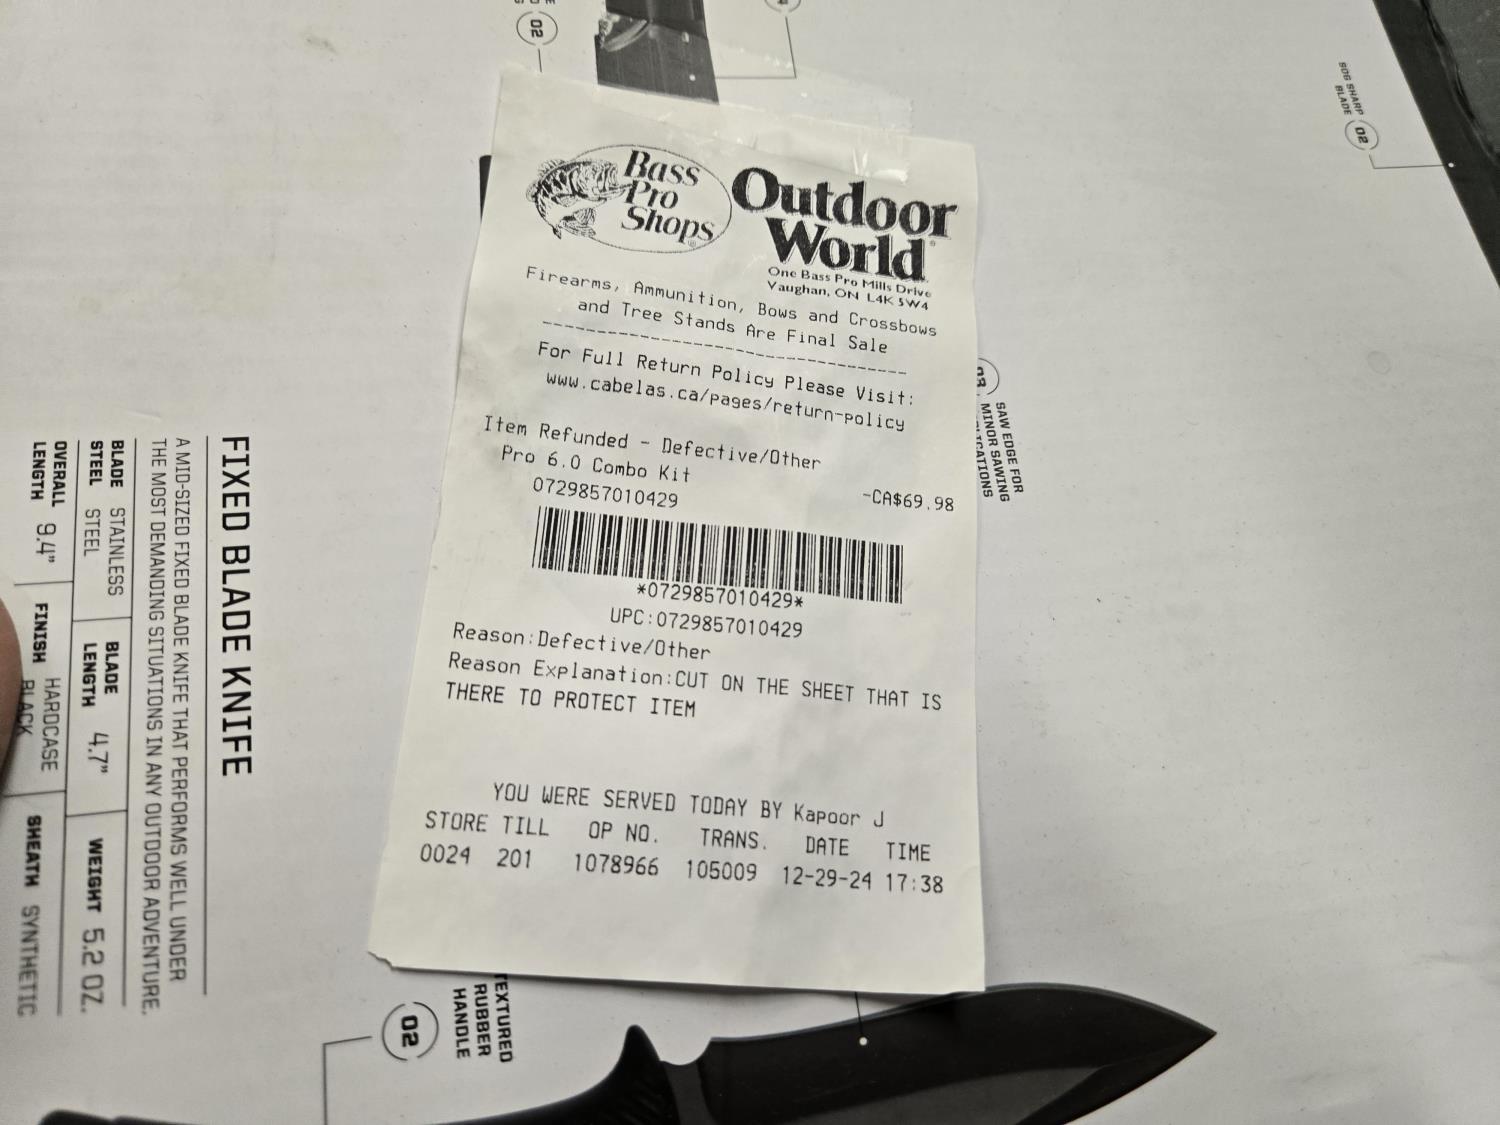 Bass
Pro
Shops
Outdoor
World
One Bass Pro Mills Drive
Vaughan, ON L4K 5W4
Firearms, Ammunition, Bows and Crossbows
and Tree Stands Are Final Sale
For Full Return Policy Please Visit:
www.cabelas.ca/pages/return-policy
Item Refunded - Defective/Other
Pro 6.0 Combo Kit
0729857010429 -CA$69.98
*0729857010429*
UPC:0729857010429
Reason:Defective/Other
Reason Explanation:CUT ON THE SHEET THAT IS
THERE TO PROTECT ITEM
YOU WERE SERVED TODAY BY Kapoor J
STORE TILL OP NO. TRANS. DATE TIME
0024 201 1078966 105009 12-29-24 17:38
FIXED BLADE KNIFE
A MID-SIZED FIXED BLADE KNIFE THAT PERFORMS WELL UNDER
THE MOST DEMANDING SITUATIONS IN ANY OUTDOOR ADVENTURE.
BLADE STEEL STAINLESS STEEL
BLADE LENGTH 4.7"
WEIGHT 5.2 OZ.
OVERALL LENGTH 9.4"
FINISH HARDCASE BLACK
SHEATH SYNTHETIC
02
TEXTURED
RUBBER
HANDLE
02
03
SAW EDGE FOR
MINOR SAWING
SOG SHARP
BLADE
02